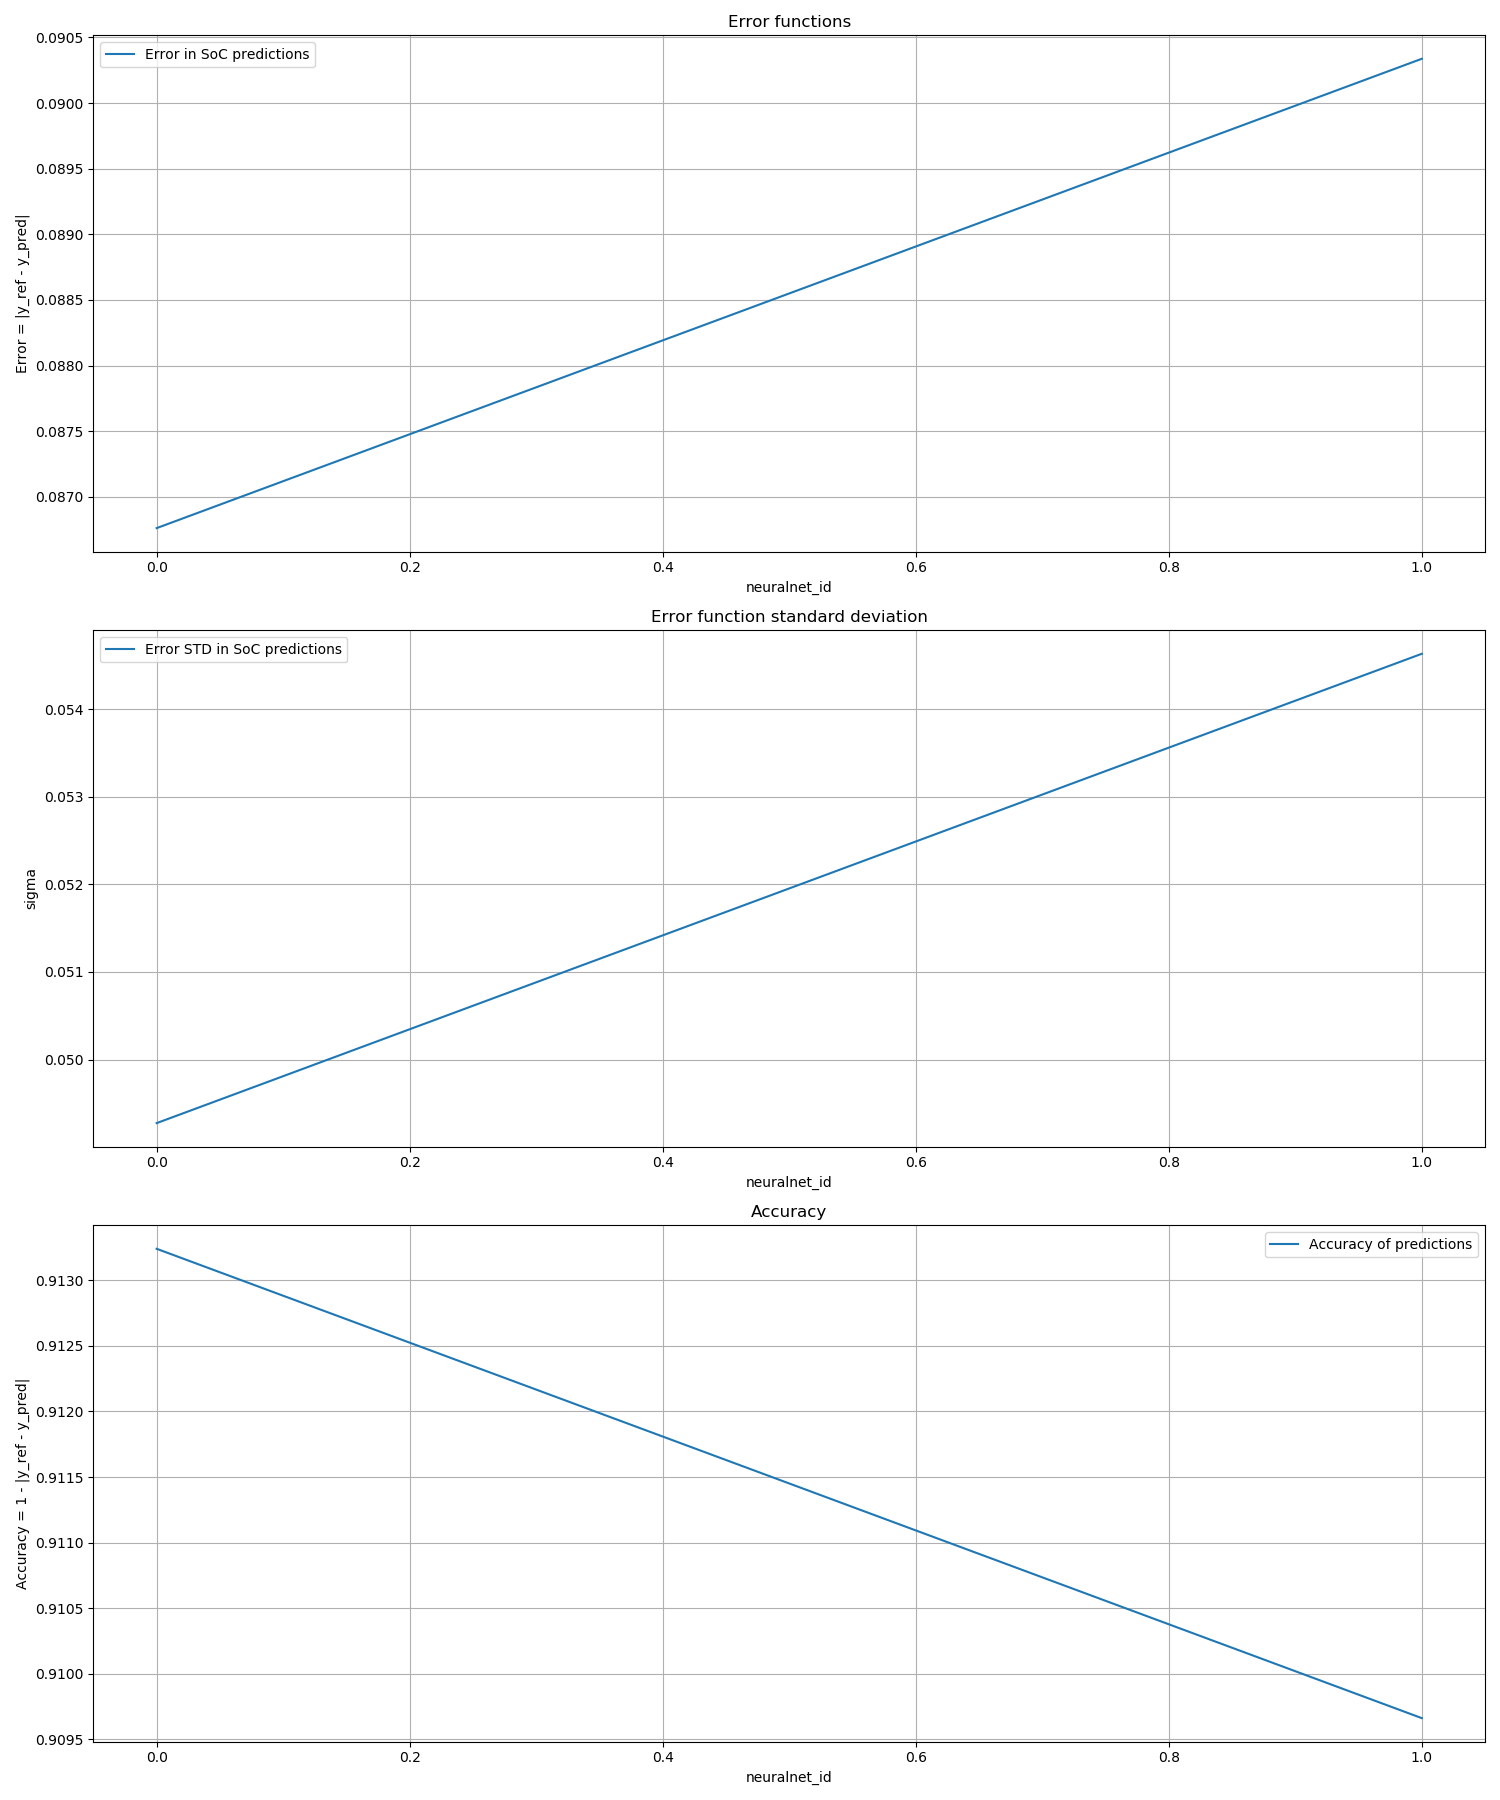 Error functions
Error in SoC predictions
0.0905
0.0900
0.0895
0.0890
0.0885
0.0880
0.0875
0.0870
Error = |y_ref - y_pred|
0.0 0.2 0.4 0.6 0.8 1.0
neuralnet_id
Error function standard deviation
Error STD in SoC predictions
0.054
0.053
0.052
0.051
0.050
sigma
0.0 0.2 0.4 0.6 0.8 1.0
neuralnet_id
Accuracy
Accuracy of predictions
0.9130
0.9125
0.9120
0.9115
0.9110
0.9105
0.9100
0.9095
Accuracy = 1 - |y_ref - y_pred|
0.0 0.2 0.4 0.6 0.8 1.0
neuralnet_id